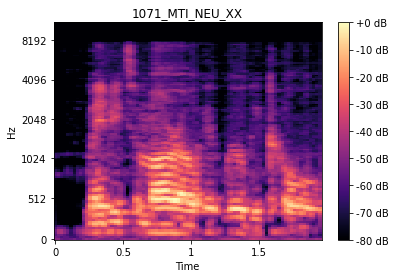 1071_MTI_NEU_XX
8192
4096
2048
1024
512
0
Hz
0
0.5
1
1.5
Time
+0 dB
-10 dB
-20 dB
-30 dB
-40 dB
-50 dB
-60 dB
-70 dB
-80 dB